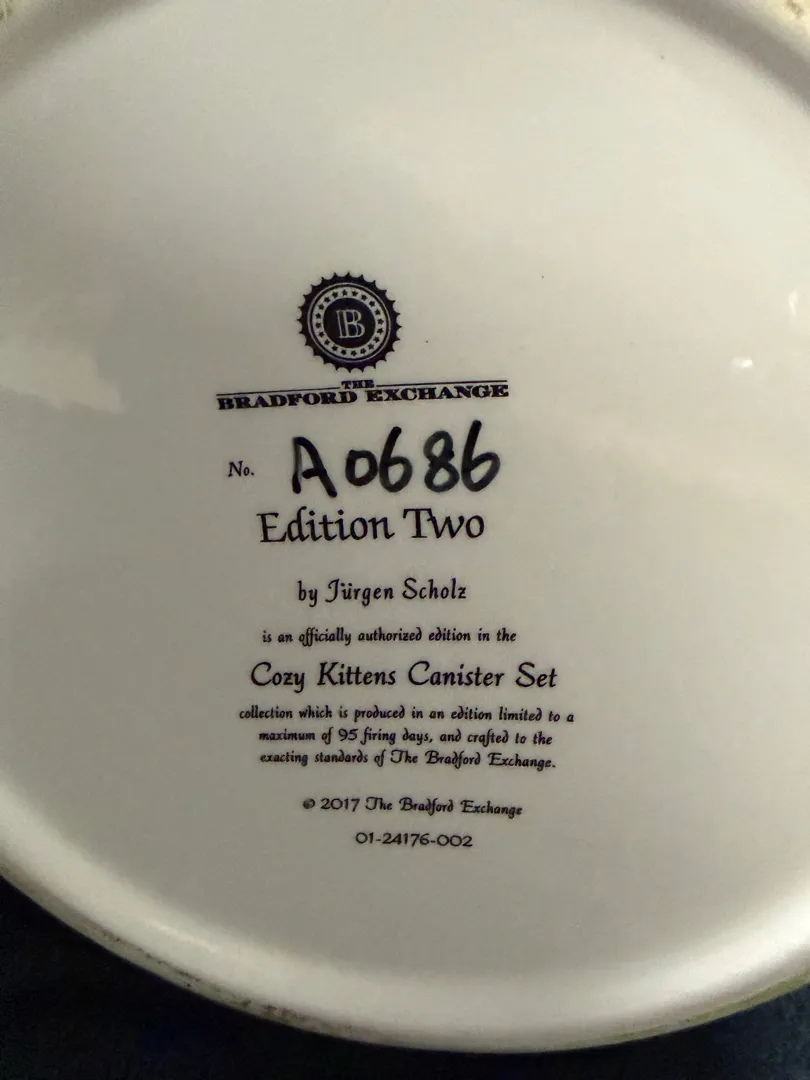 B
THE
BRADFORD EXCHANGE
No. A0686
Edition Two
by Jürgen Scholz
is an officially authorized edition in the
Cozy Kittens Canister Set
collection which is produced in an edition limited to a
maximum of 95 firing days, and crafted to the
exacting standards of The Bradford Exchange.
© 2017 The Bradford Exchange
01-24176-002